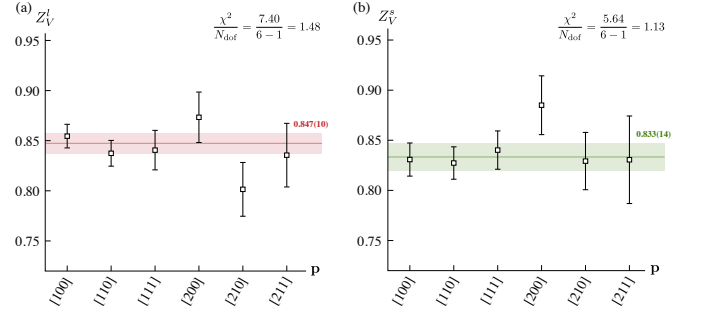 (a)
Z_V^l
χ²/N_dof = 7.40/(6 − 1) = 1.48
0.95
0.90
0.85
0.80
0.75
0.847(10)
[100] [110] [111] [200] [210] [211]
p
(b)
Z_V^s
χ²/N_dof = 5.64/(6 − 1) = 1.13
0.95
0.90
0.85
0.80
0.75
0.833(14)
[100] [110] [111] [200] [210] [211]
p